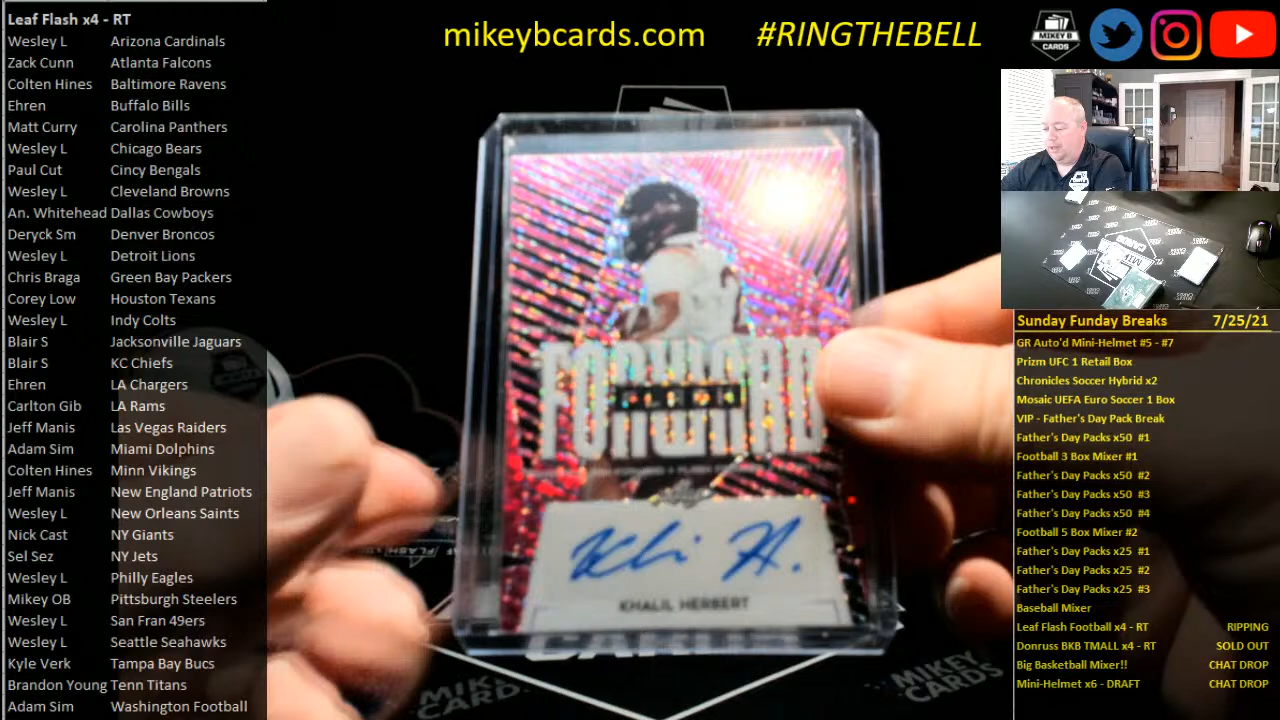 Leaf Flash x4 - RT
Wesley L Arizona Cardinals
Zack Cunn Atlanta Falcons
Colten Hines Baltimore Ravens
Ehren Buffalo Bills
Matt Curry Carolina Panthers
Wesley L Chicago Bears
Paul Cut Cincy Bengals
Wesley L Cleveland Browns
An. Whitehead Dallas Cowboys
Deryck Sm Denver Broncos
Wesley L Detroit Lions
Chris Braga Green Bay Packers
Corey Low Houston Texans
Wesley L Indy Colts
Blair S Jacksonville Jaguars
Blair S KC Chiefs
Ehren LA Chargers
Carlton Gib LA Rams
Jeff Manis Las Vegas Raiders
Adam Sim Miami Dolphins
Colten Hines Minn Vikings
Jeff Manis New England Patriots
Wesley L New Orleans Saints
Nick Cast NY Giants
Sel Sez NY Jets
Wesley L Philly Eagles
Mikey OB Pittsburgh Steelers
Wesley L San Fran 49ers
Wesley L Seattle Seahawks
Kyle Verk Tampa Bay Bucs
Brandon Young Tenn Titans
Adam Sim Washington Football
mikeybcards.com #RINGTHEBELL
MIKEY B
CARDS
FORWARD
KHALIL HERBERT
MIKEY
CARDS
Sunday Funday Breaks 7/25/21
GR Auto'd Mini-Helmet #5 - #7
Prizm UFC 1 Retail Box
Chronicles Soccer Hybrid x2
Mosaic UEFA Euro Soccer 1 Box
VIP - Father's Day Pack Break
Father's Day Packs x50 #1
Football 3 Box Mixer #1
Father's Day Packs x50 #2
Father's Day Packs x50 #3
Father's Day Packs x50 #4
Football 5 Box Mixer #2
Father's Day Packs x25 #1
Father's Day Packs x25 #2
Father's Day Packs x25 #3
Baseball Mixer
Leaf Flash Football x4 - RT RIPPING
Donruss BKB TMALL x4 - RT SOLD OUT
Big Basketball Mixer!! CHAT DROP
Mini-Helmet x6 - DRAFT CHAT DROP